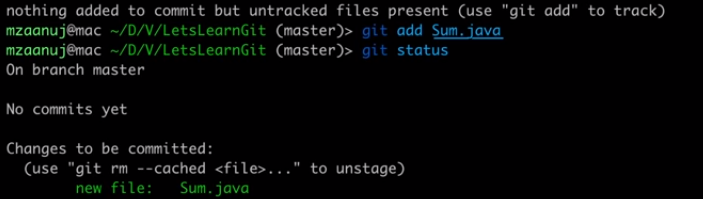 nothing added to commit but untracked files present (use "git add" to track)
mzaanuj@mac ~/D/V/LetsLearnGit (master)> git add Sum.java
mzaanuj@mac ~/D/V/LetsLearnGit (master)> git status
On branch master
No commits yet
Changes to be committed:
(use "git rm --cached <file>..." to unstage)
new file: Sum.java